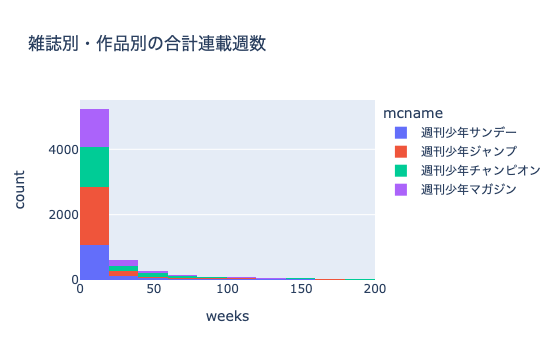 雑誌別・作品別の合計連載週数
mcname
週刊少年サンデー
週刊少年ジャンプ
週刊少年チャンピオン
週刊少年マガジン
count
4000
2000
0
0
50
100
150
200
weeks